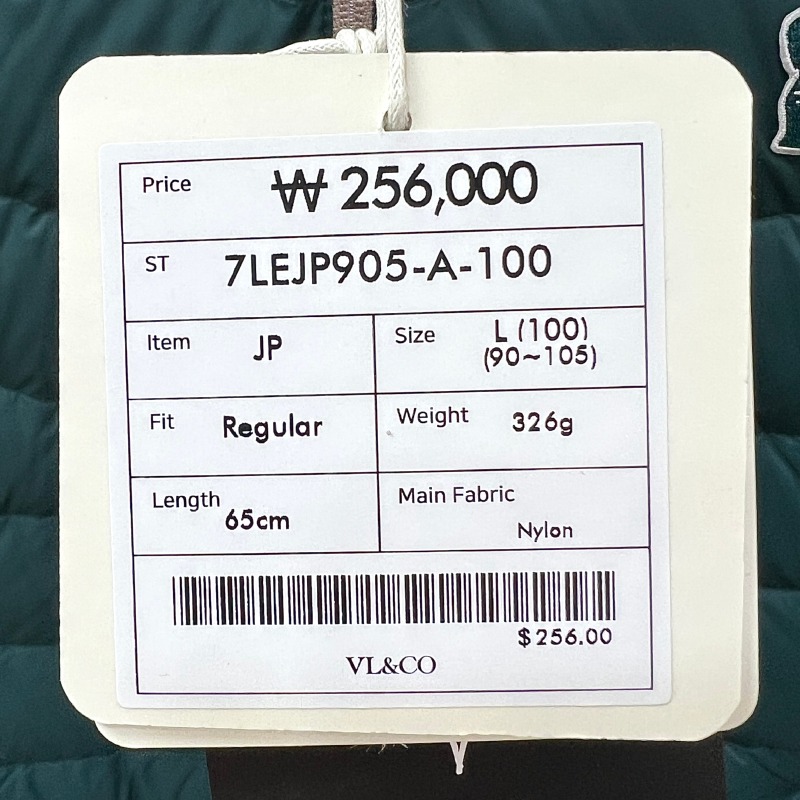 Price ₩ 256,000
ST 7LEJP905-A-100
Item JP
Size L (100)
(90~105)
Fit Regular
Weight 326g
Length 65cm
Main Fabric
Nylon
$256.00
VL&CO